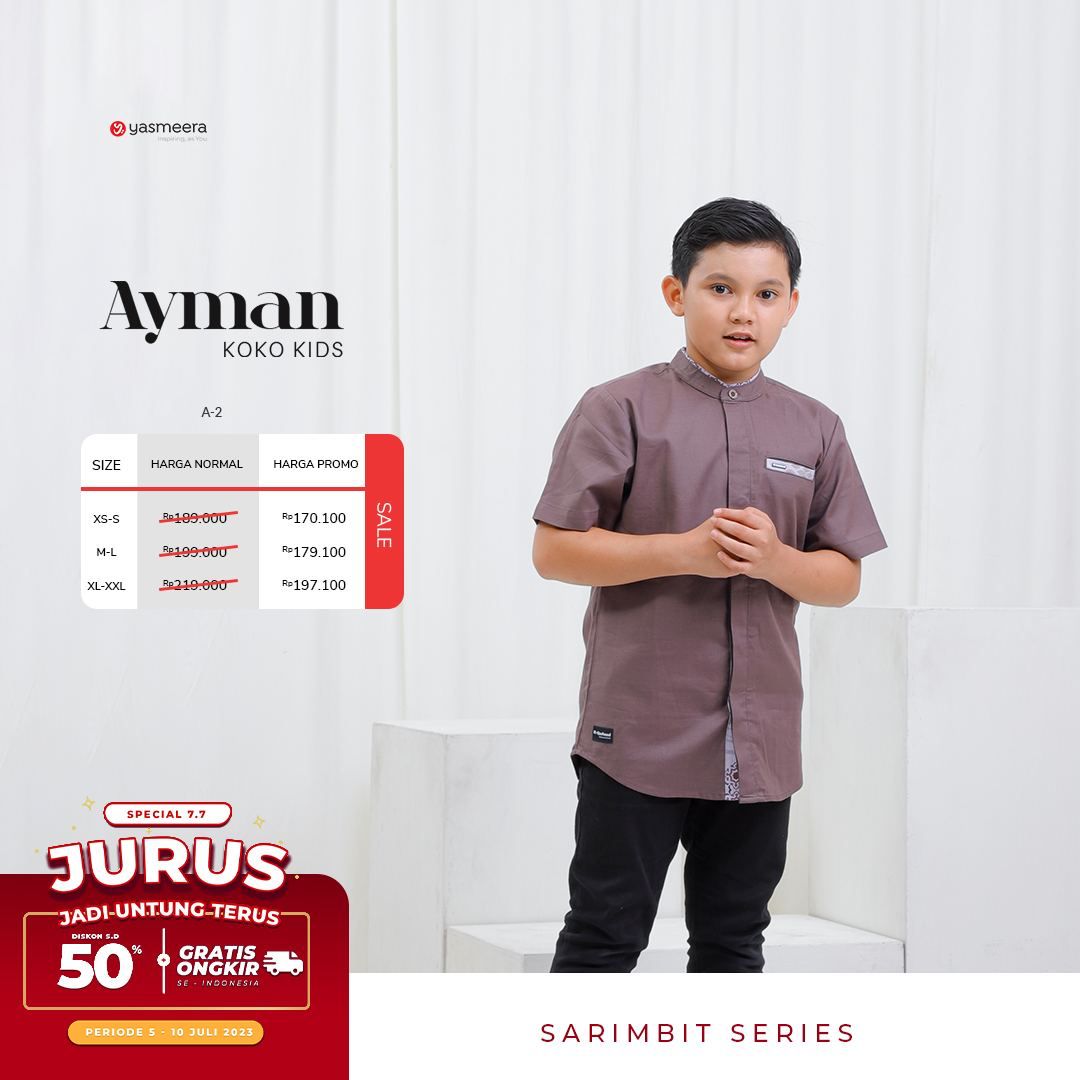 yasmeera
Inspiring, as You
Ayman
KOKO KIDS
A-2
SIZE HARGA NORMAL HARGA PROMO
XS-S Rp189.000 Rp170.100
M-L Rp199.000 Rp179.100
XL-XXL Rp219.000 Rp197.100
SALE
SPECIAL 7.7
JURUS
JADI-UNTUNG-TERUS
DISKON S.D
50%
GRATIS
ONGKIR
SE - INDONESIA
PERIODE 5 - 10 JULI 2023
SARIMBIT SERIES